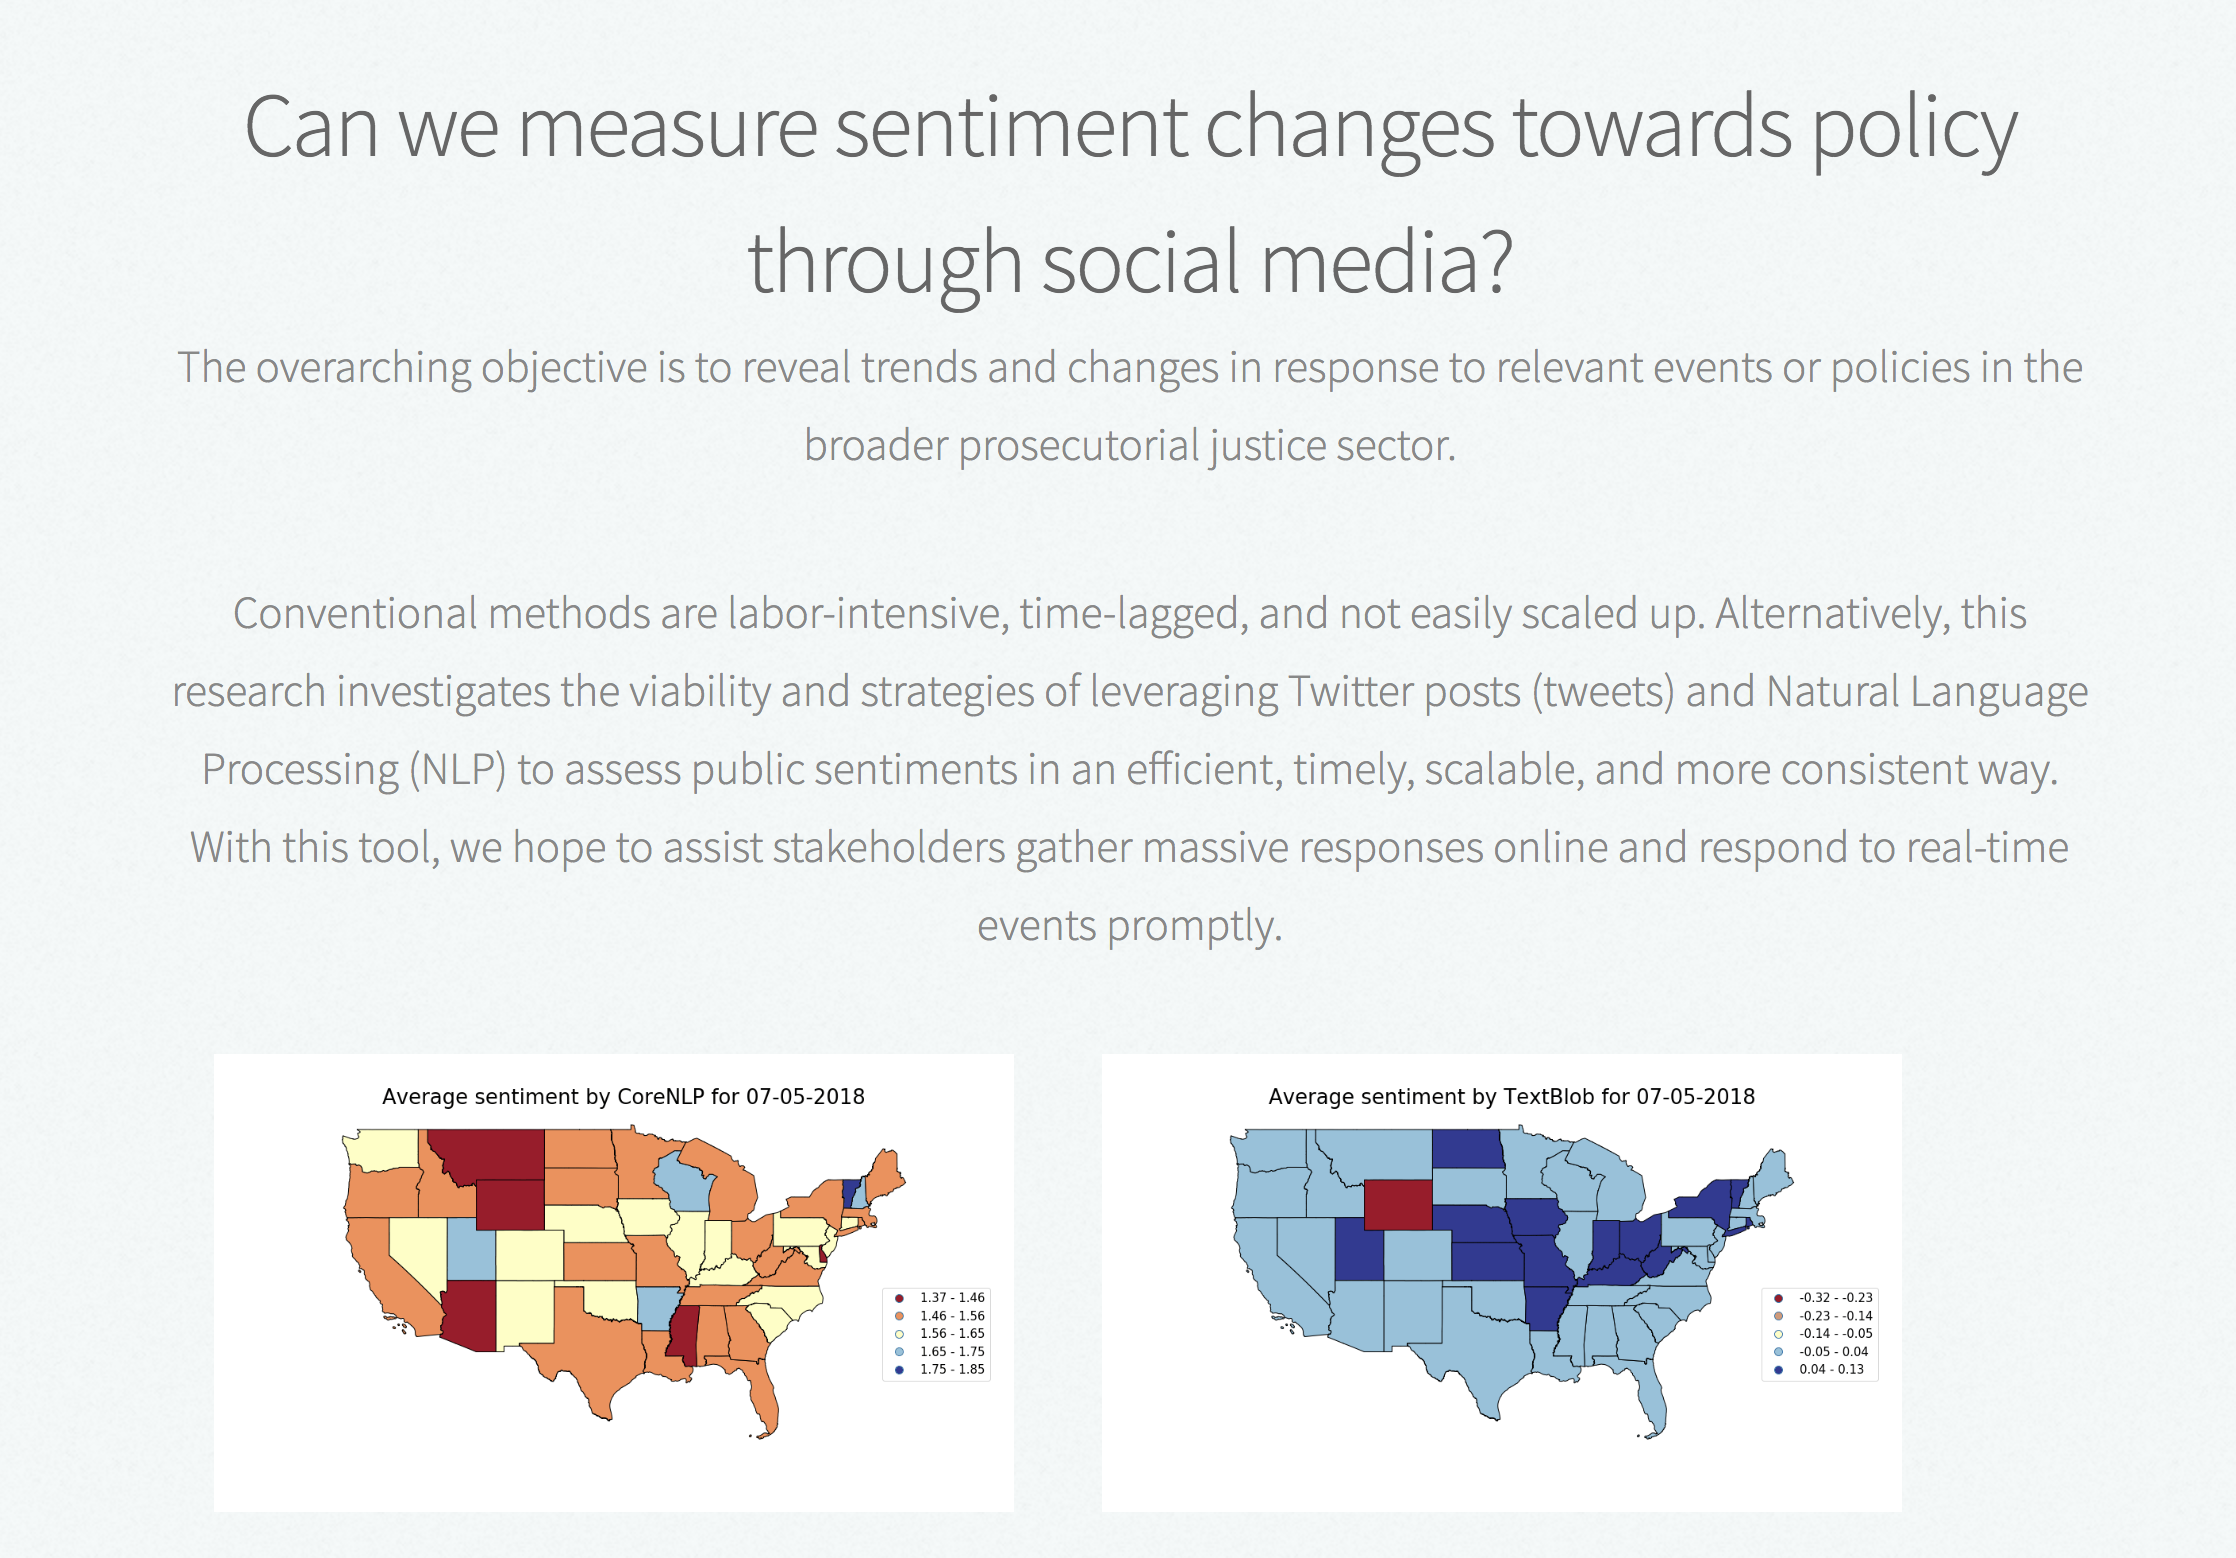 Can we measure sentiment changes towards policy
through social media?
The overarching objective is to reveal trends and changes in response to relevant events or policies in the
broader prosecutorial justice sector.
Conventional methods are labor-intensive, time-lagged, and not easily scaled up. Alternatively, this
research investigates the viability and strategies of leveraging Twitter posts (tweets) and Natural Language
Processing (NLP) to assess public sentiments in an efficient, timely, scalable, and more consistent way.
With this tool, we hope to assist stakeholders gather massive responses online and respond to real-time
events promptly.
Average sentiment by CoreNLP for 07-05-2018
1.37 - 1.46
1.46 - 1.56
1.56 - 1.65
1.65 - 1.75
1.75 - 1.85
Average sentiment by TextBlob for 07-05-2018
-0.32 - -0.23
-0.23 - -0.14
-0.14 - -0.05
-0.05 - 0.04
0.04 - 0.13